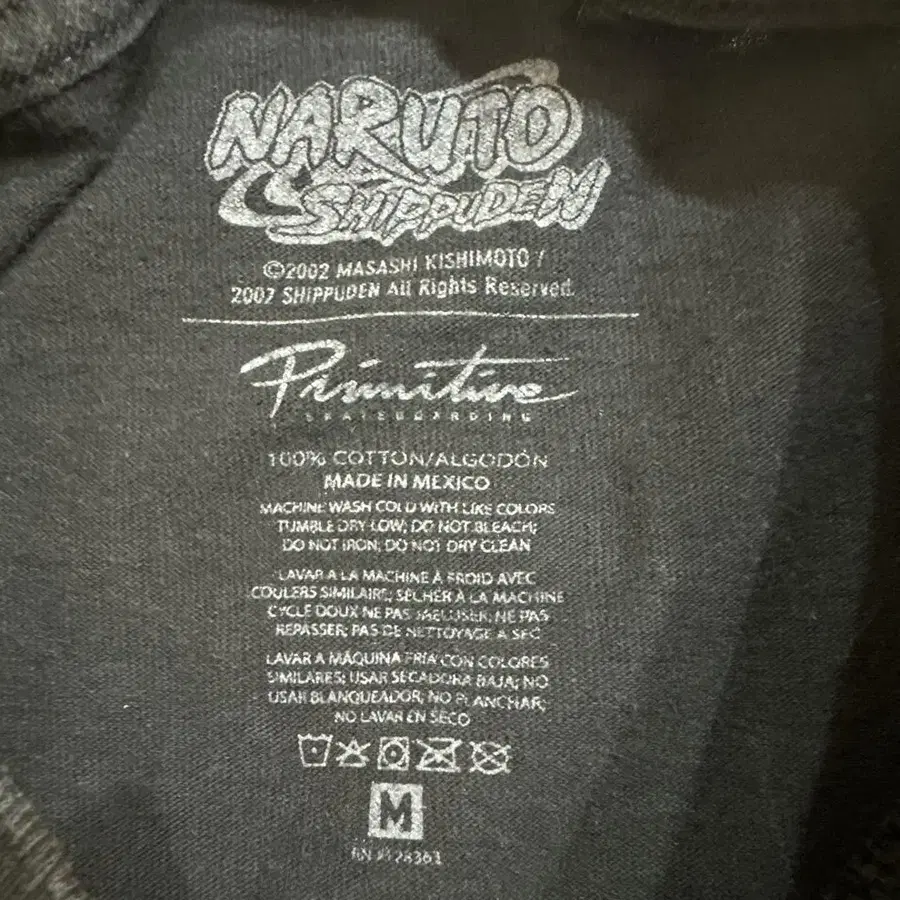 NARUTO
SHIPPUDEN
©2002 MASASHI KISHIMOTO /
2007 SHIPPUDEN All Rights Reserved.
Primitive
SKATEBOARDING
100% COTTON/ALGODÓN
MADE IN MEXICO
MACHINE WASH COLD WITH LIKE COLORS
TUMBLE DRY LOW; DO NOT BLEACH;
DO NOT IRON; DO NOT DRY CLEAN
LAVAR A LA MACHINE À FROID AVEC
COULERS SIMILAIRE; SÉCHER A LA MACHINE
CYCLE DOUX NE PAS NE PAS
REPASSER; PAS DE NETTOYAGE A SEC
LAVAR A MÁQUINA FRIA CON COLORES
SIMILARES; USAR SECADORA BAJA; NO
USAR BLANQUEADOR; NO PLANCHAR;
NO LAVAR EN SECO
M
RN #128363